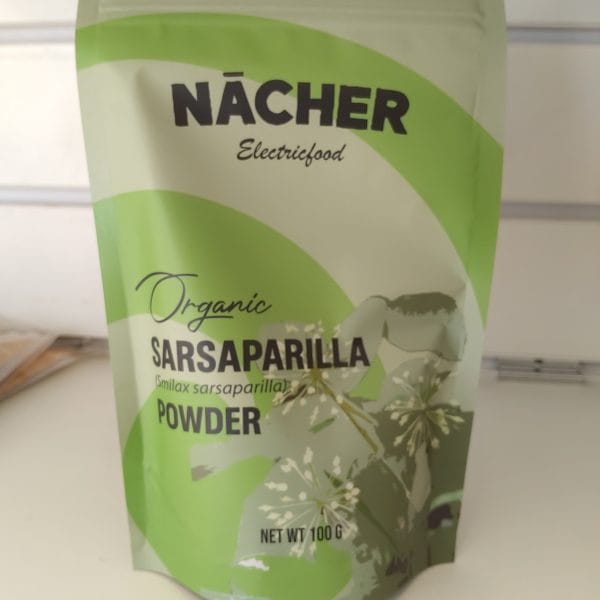 NĀCHER
Electricfood
Organic
SARSAPARILLA
(Smilax sarsaparilla)
POWDER
NET WT 100 G